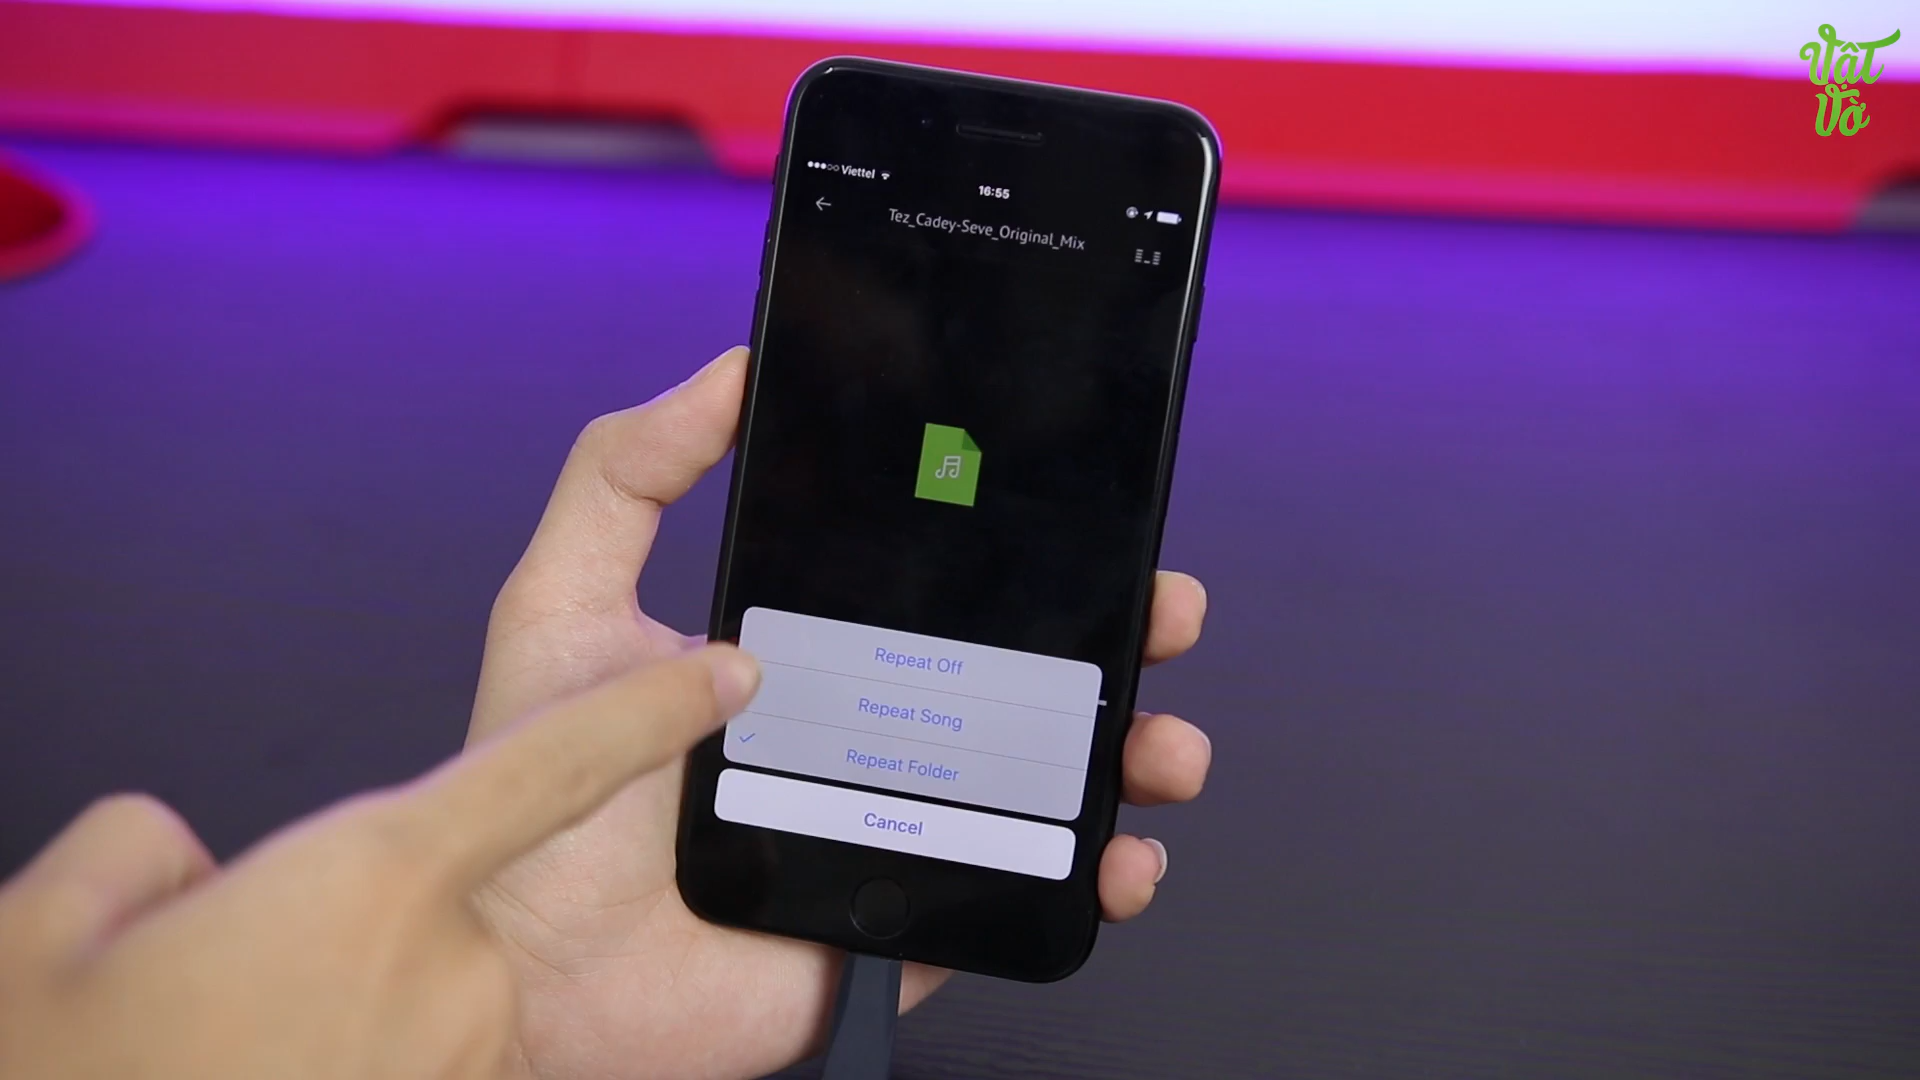 Vật
Vờ
Viettel
16:55
Tez_Cadey-Seve_Original_Mix
Repeat Off
Repeat Song
Repeat Folder
Cancel